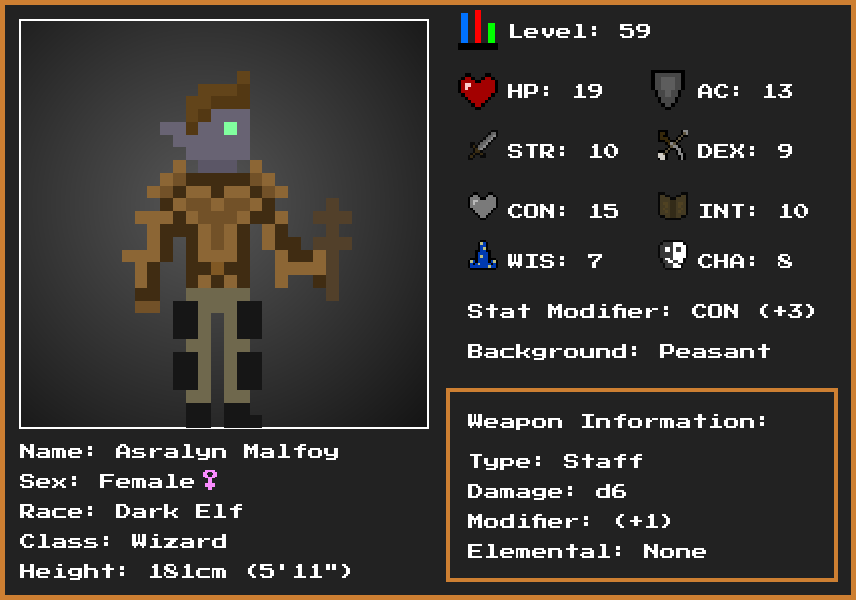 Level: 59
HP: 19 AC: 13
STR: 10 DEX: 9
CON: 15 INT: 10
WIS: 7 CHA: 8
Stat Modifier: CON (+3)
Background: Peasant
Weapon Information:
Type: Staff
Damage: d6
Modifier: (+1)
Elemental: None
Name: Asralyn Malfoy
Sex: Female♀
Race: Dark Elf
Class: Wizard
Height: 181cm (5'11")